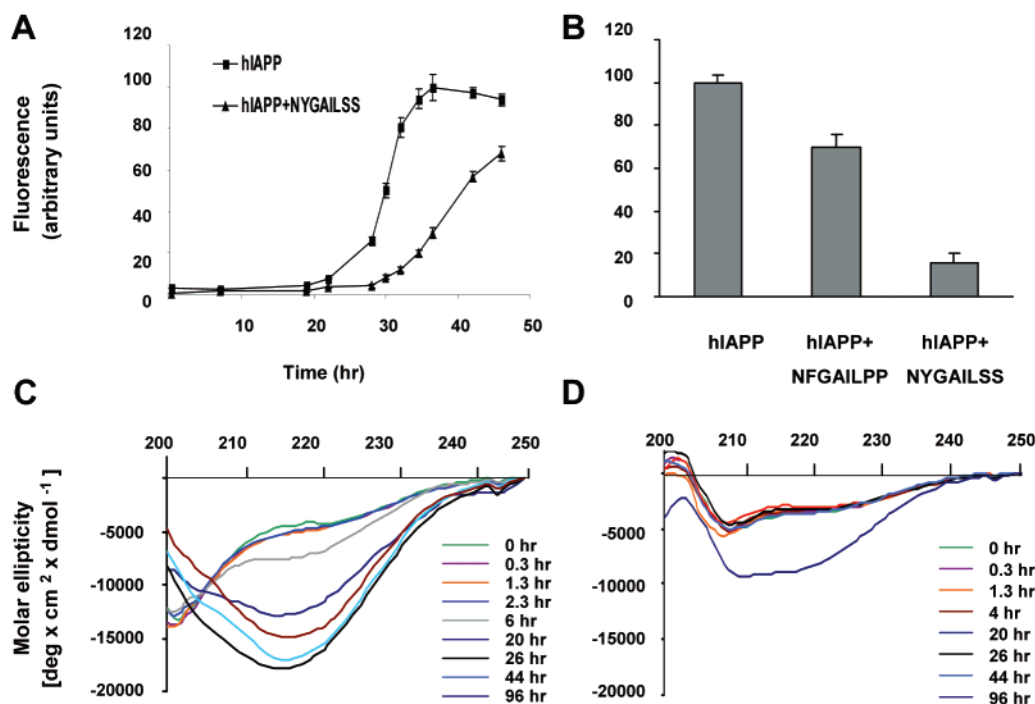 A
120
100
80
60
40
20
0
Fluorescence
(arbitrary units)
hIAPP
hIAPP+NYGAILSS
0 10 20 30 40 50
Time (hr)
B
120
100
80
60
40
20
0
hIAPP
hIAPP+
NFGAILPP
hIAPP+
NYGAILSS
C
200 210 220 230 240 250
Molar ellipticity
[deg x cm 2 x dmol -1]
-5000
-10000
-15000
-20000
0 hr
0.3 hr
1.3 hr
2.3 hr
6 hr
20 hr
26 hr
44 hr
96 hr
D
200 210 220 230 240 250
-5000
-10000
-15000
-20000
0 hr
0.3 hr
1.3 hr
4 hr
20 hr
26 hr
44 hr
96 hr